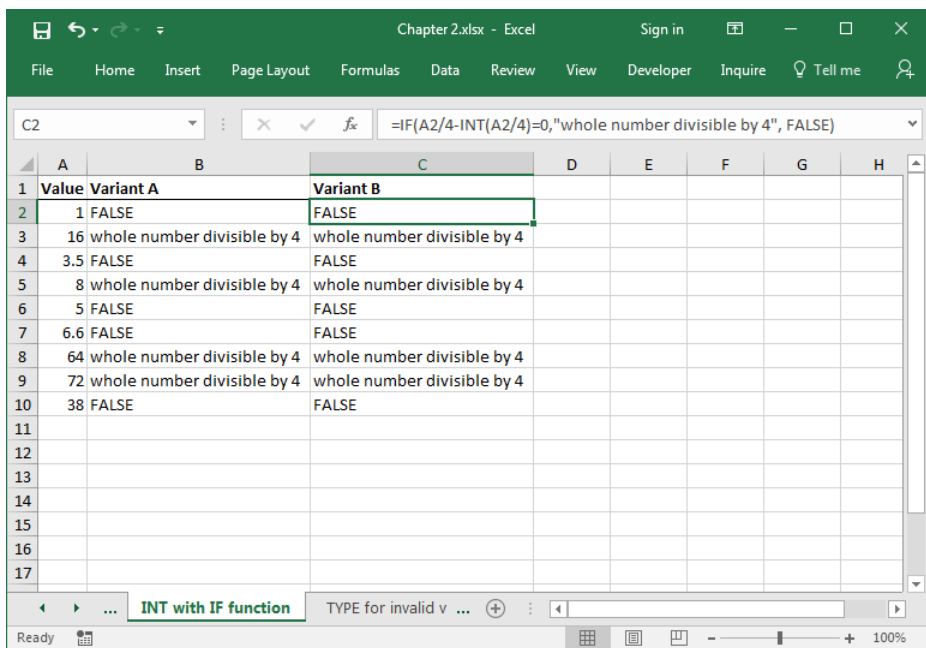 Chapter 2.xlsx - Excel Sign in
File Home Insert Page Layout Formulas Data Review View Developer Inquire Tell me
C2 fx =IF(A2/4-INT(A2/4)=0,"whole number divisible by 4", FALSE)
A B C D E F G H
1 Value Variant A Variant B
2 1 FALSE FALSE
3 16 whole number divisible by 4 whole number divisible by 4
4 3.5 FALSE FALSE
5 8 whole number divisible by 4 whole number divisible by 4
6 5 FALSE FALSE
7 6.6 FALSE FALSE
8 64 whole number divisible by 4 whole number divisible by 4
9 72 whole number divisible by 4 whole number divisible by 4
10 38 FALSE FALSE
11
12
13
14
15
16
17
... INT with IF function TYPE for invalid v ...
Ready 100%